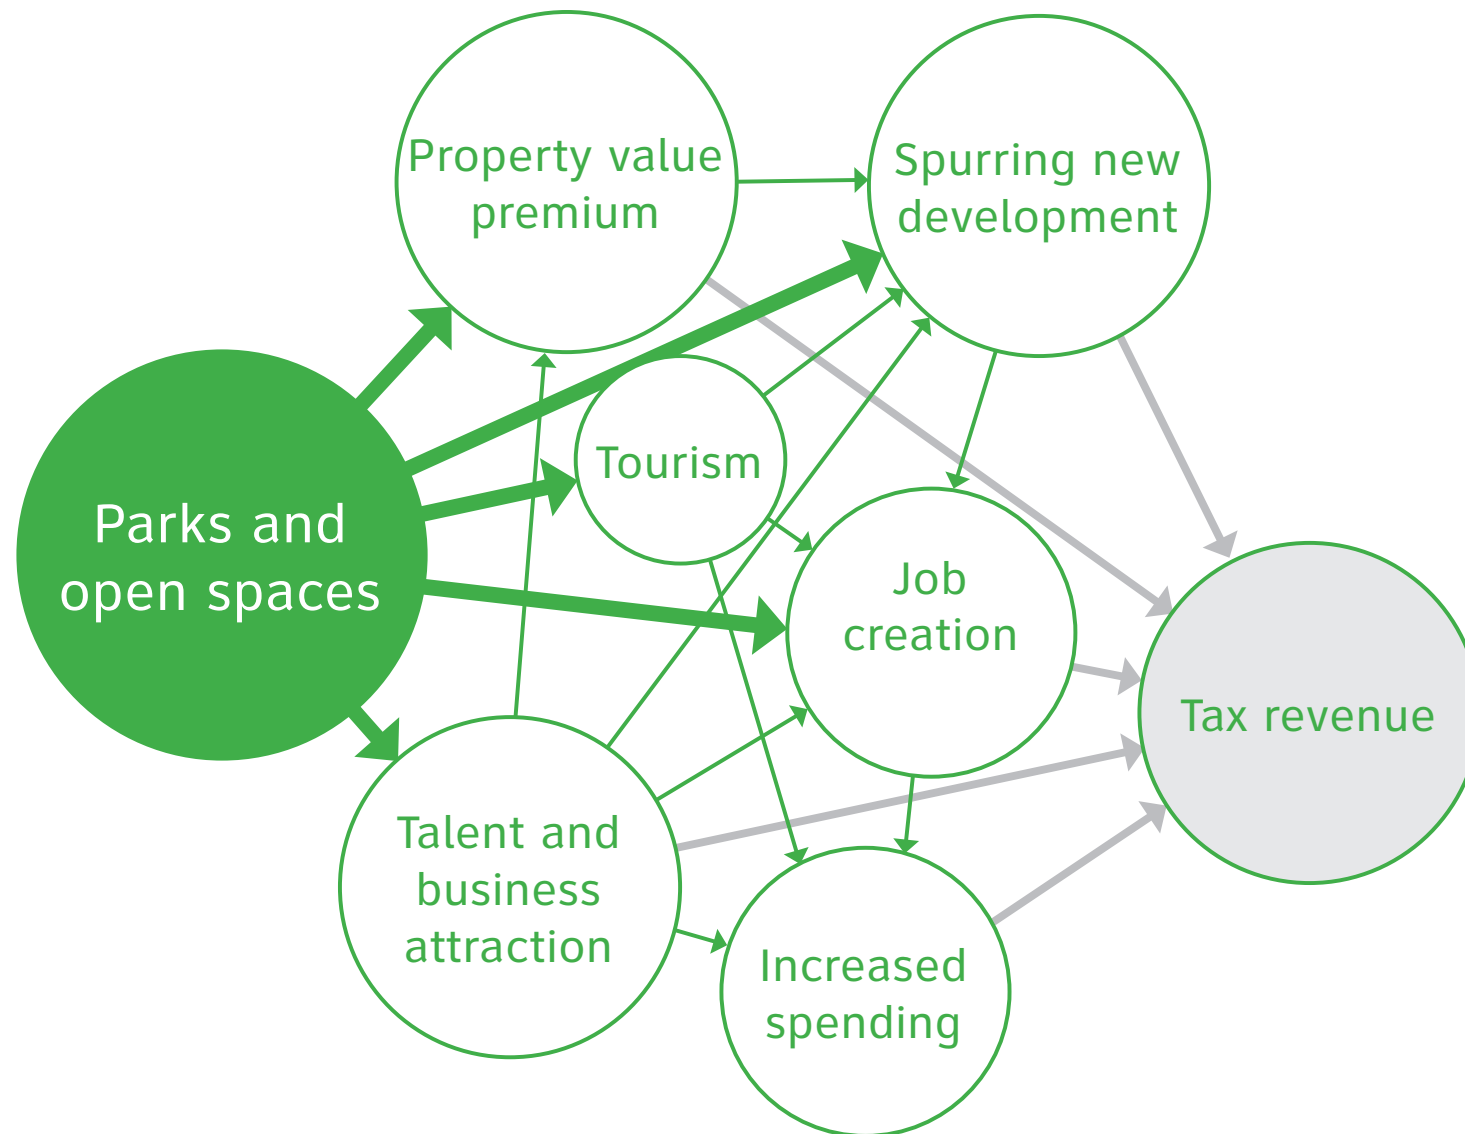 Property value
premium
Spurring new
development
Tourism
Parks and
open spaces
Job
creation
Tax revenue
Talent and
business
attraction
Increased
spending